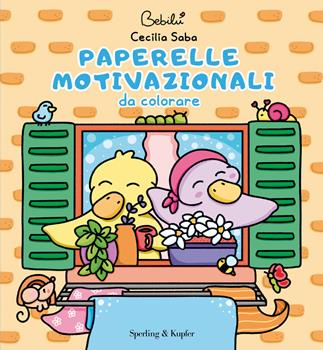 Bebilù
Cecilia Saba
PAPERELLE
MOTIVAZIONALI
da colorare
Sperling & Kupfer